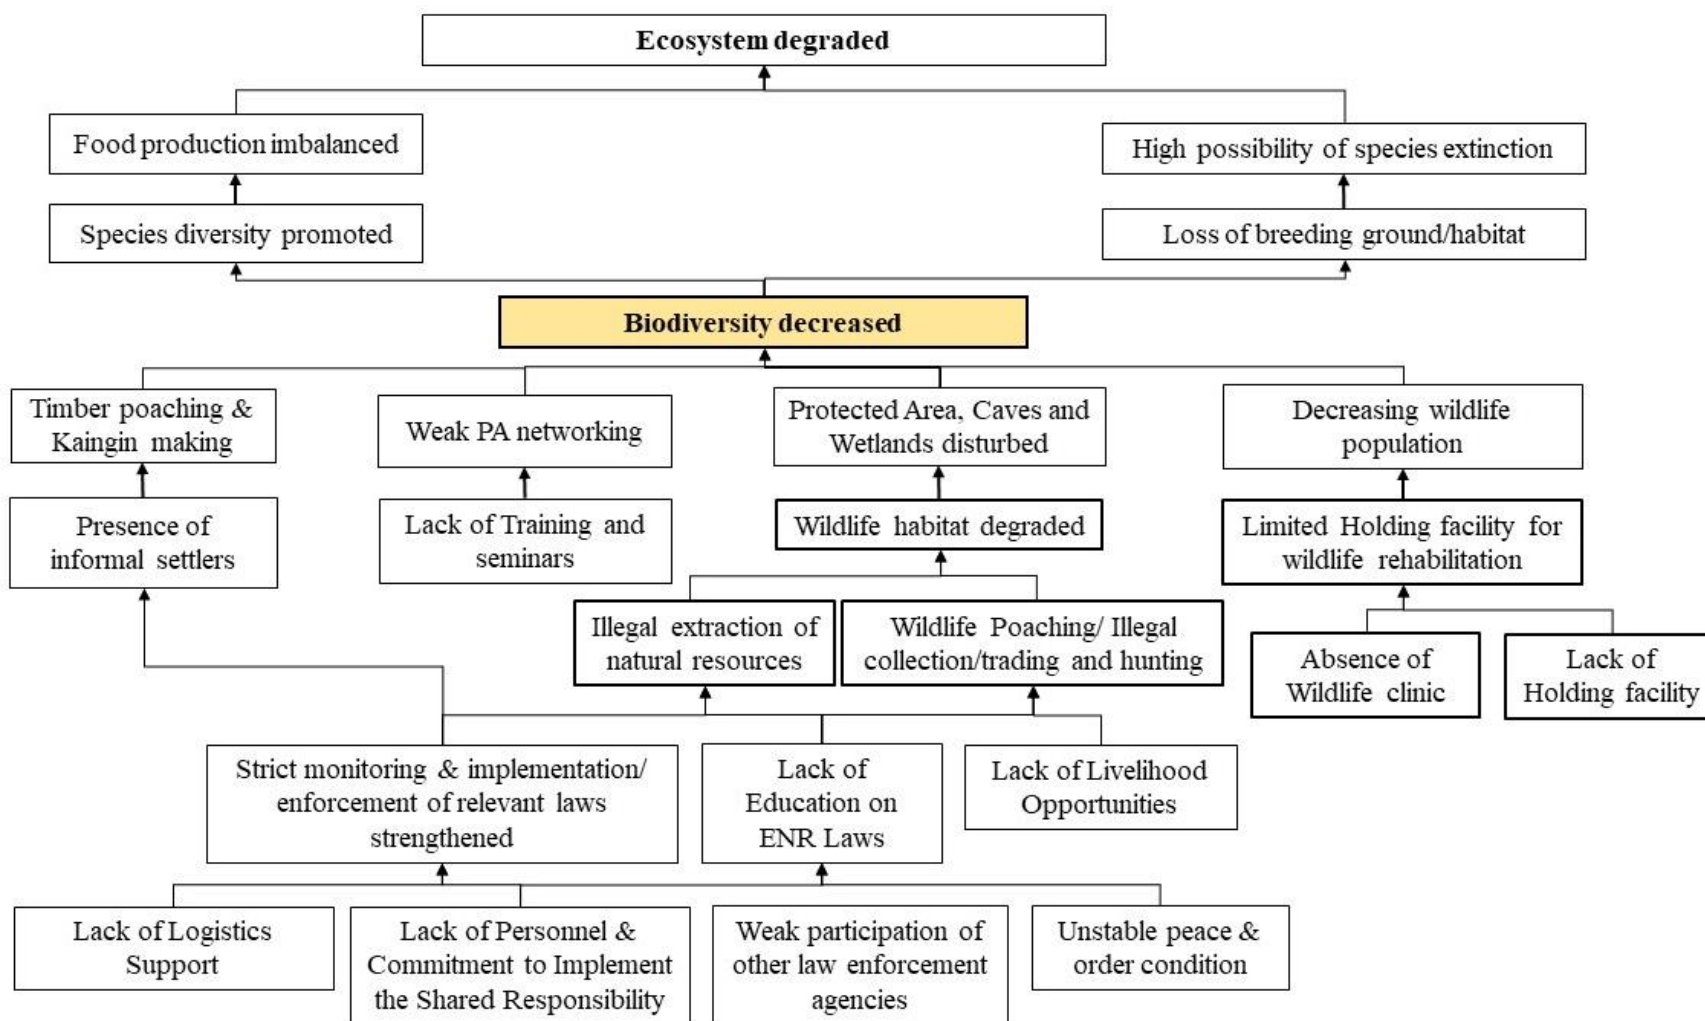 Ecosystem degraded
Food production imbalanced
High possibility of species extinction
Species diversity promoted
Loss of breeding ground/habitat
Biodiversity decreased
Timber poaching &
Kaingin making
Weak PA networking
Protected Area, Caves and
Wetlands disturbed
Decreasing wildlife
population
Presence of
informal settlers
Lack of Training and
seminars
Wildlife habitat degraded
Limited Holding facility for
wildlife rehabilitation
Illegal extraction of
natural resources
Wildlife Poaching/ Illegal
collection/trading and hunting
Absence of
Wildlife clinic
Lack of
Holding facility
Strict monitoring & implementation/
enforcement of relevant laws
strengthened
Lack of
Education on
ENR Laws
Lack of Livelihood
Opportunities
Lack of Logistics
Support
Lack of Personnel &
Commitment to Implement
the Shared Responsibility
Weak participation of
other law enforcement
agencies
Unstable peace &
order condition